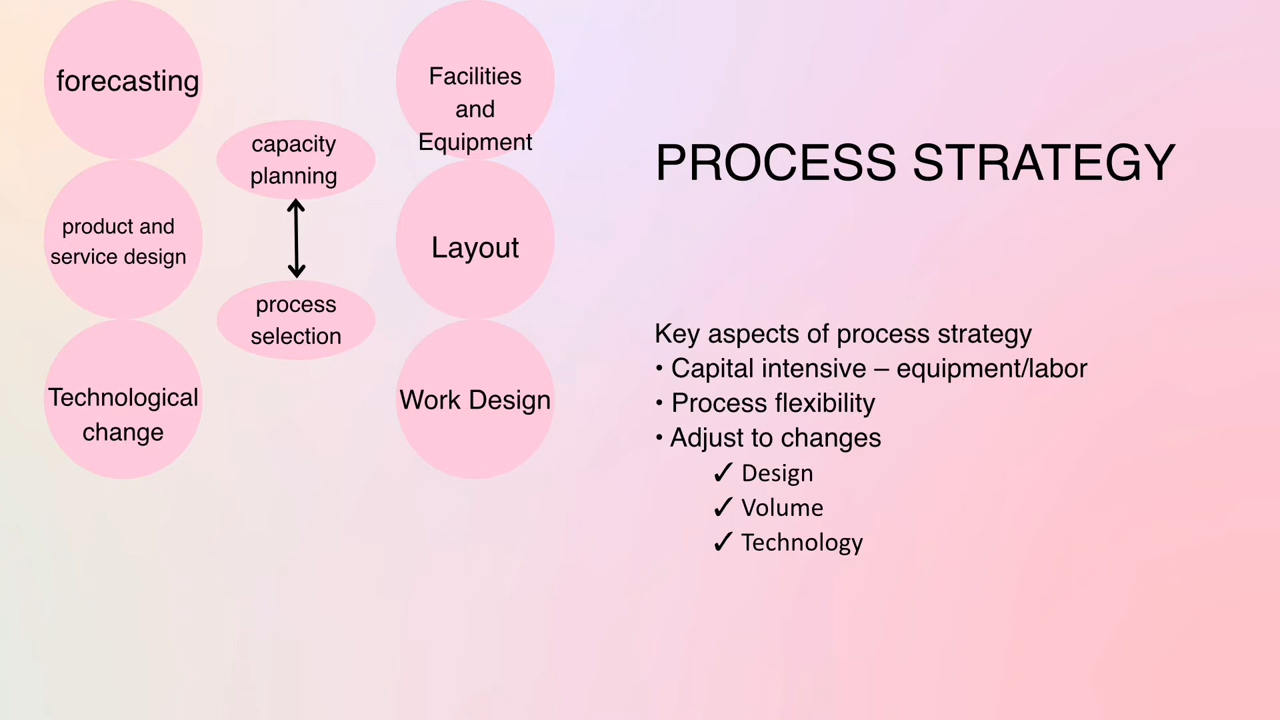 forecasting
product and
service design
Technological
change
capacity
planning
process
selection
Facilities
and
Equipment
Layout
Work Design
PROCESS STRATEGY
Key aspects of process strategy
• Capital intensive – equipment/labor
• Process flexibility
• Adjust to changes
✓ Design
✓ Volume
✓ Technology